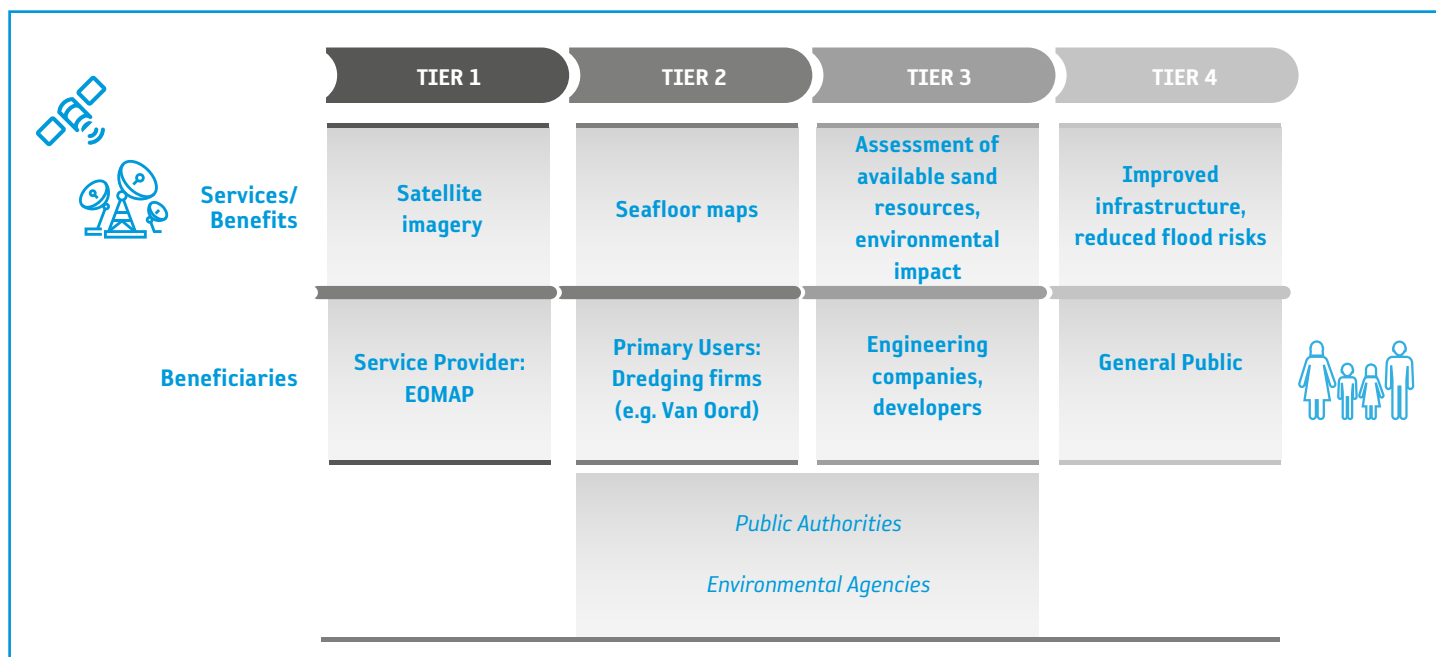 TIER 1
TIER 2
TIER 3
TIER 4
Services/
Benefits
Satellite
imagery
Seafloor maps
Assessment of
available sand
resources,
environmental
impact
Improved
infrastructure,
reduced flood risks
Beneficiaries
Service Provider:
EOMAP
Primary Users:
Dredging firms
(e.g. Van Oord)
Engineering
companies,
developers
General Public
Public Authorities
Environmental Agencies